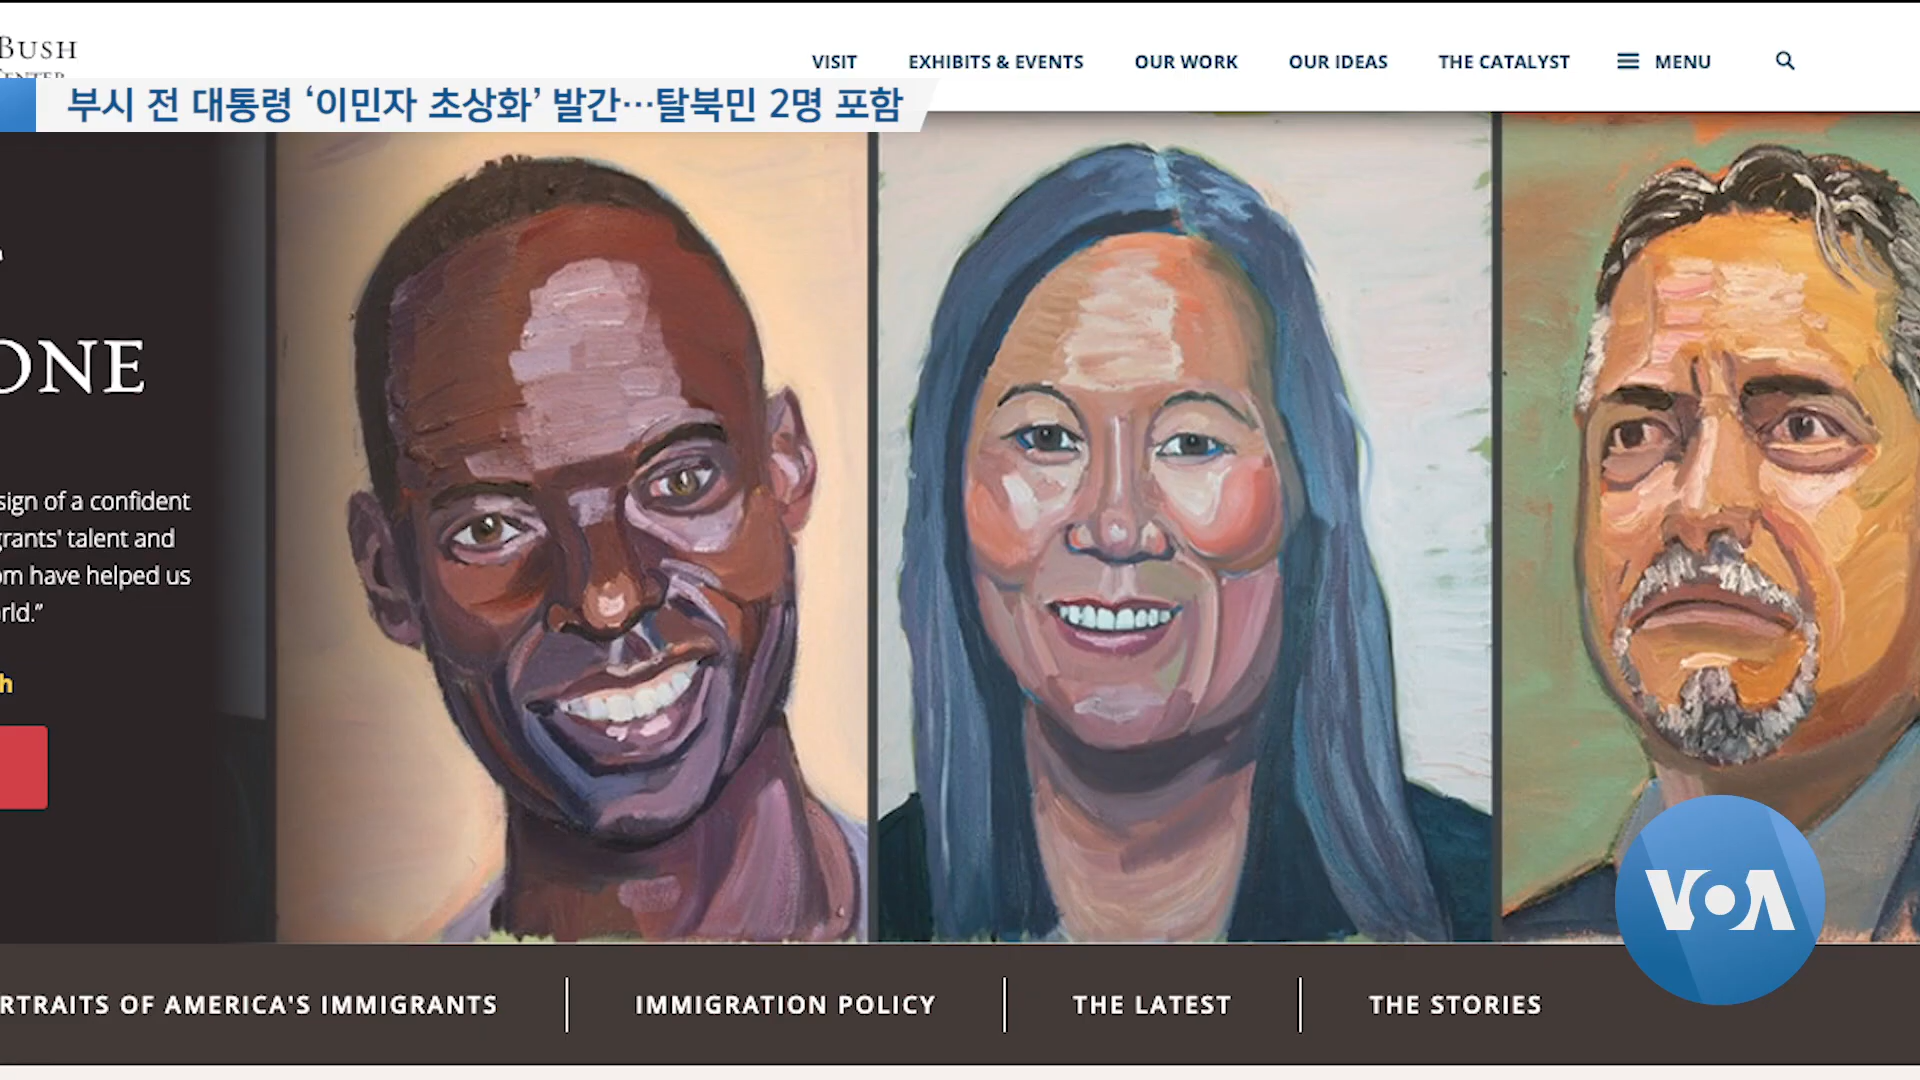 BUSH
CENTER
VISIT EXHIBITS & EVENTS OUR WORK OUR IDEAS THE CATALYST MENU
부시 전 대통령 ‘이민자 초상화’ 발간…탈북민 2명 포함
ONE
sign of a confident
grants' talent and
om have helped us
rld.”
h
VOA
RTRAITS OF AMERICA'S IMMIGRANTS IMMIGRATION POLICY THE LATEST THE STORIES